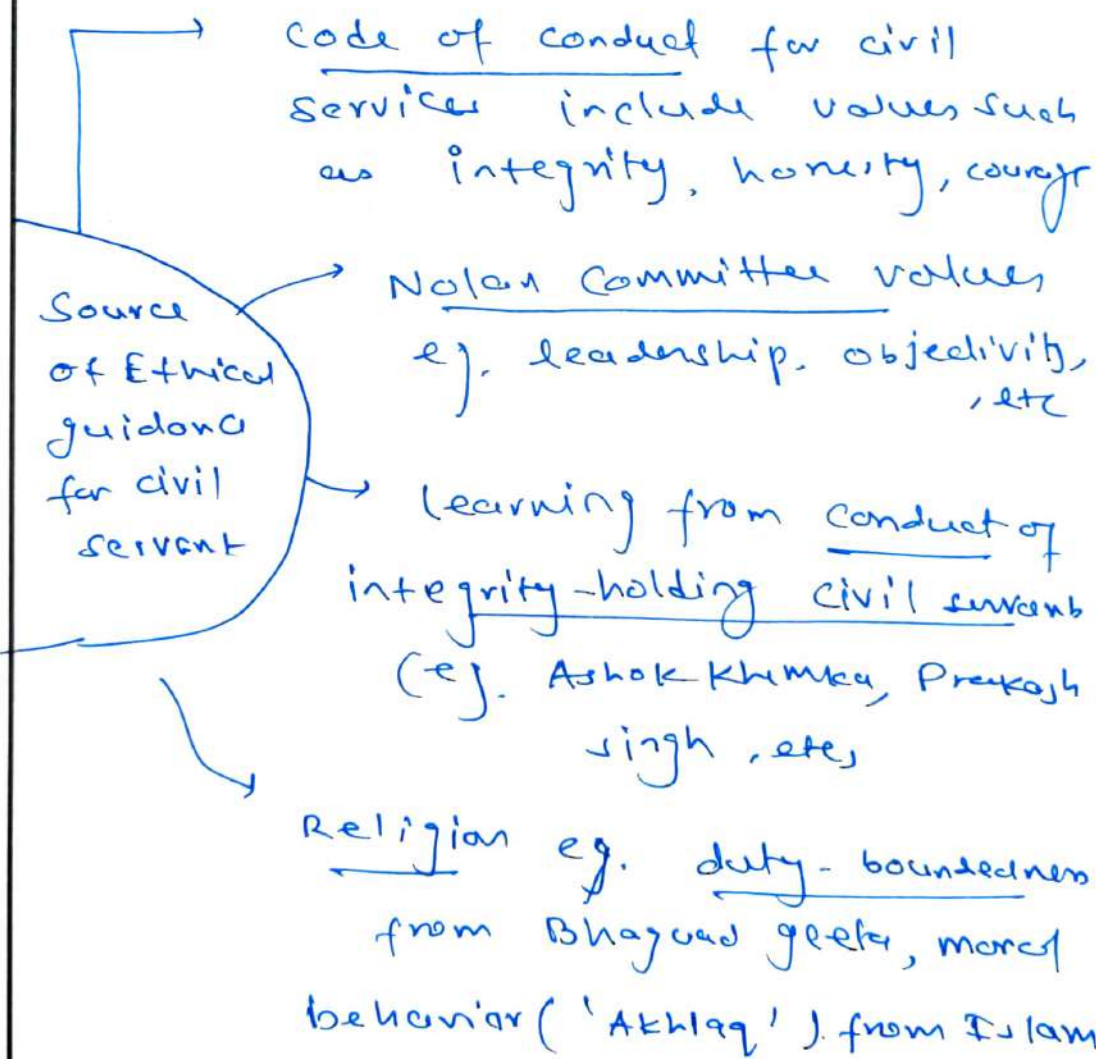 Code of conduct for civil
services include values such
as integrity, honesty, courage
Source
of Ethical
guidance
for civil
servant
Nolan Committee values
eg. leadership, objectivity,
, etc
learning from conduct of
integrity-holding civil servants
(eg. Ashok Khemka, Prakash
singh, etc)
Religion eg. duty-boundedness
from Bhagvad geeta, moral
behavior ('Akhlaq') from Islam